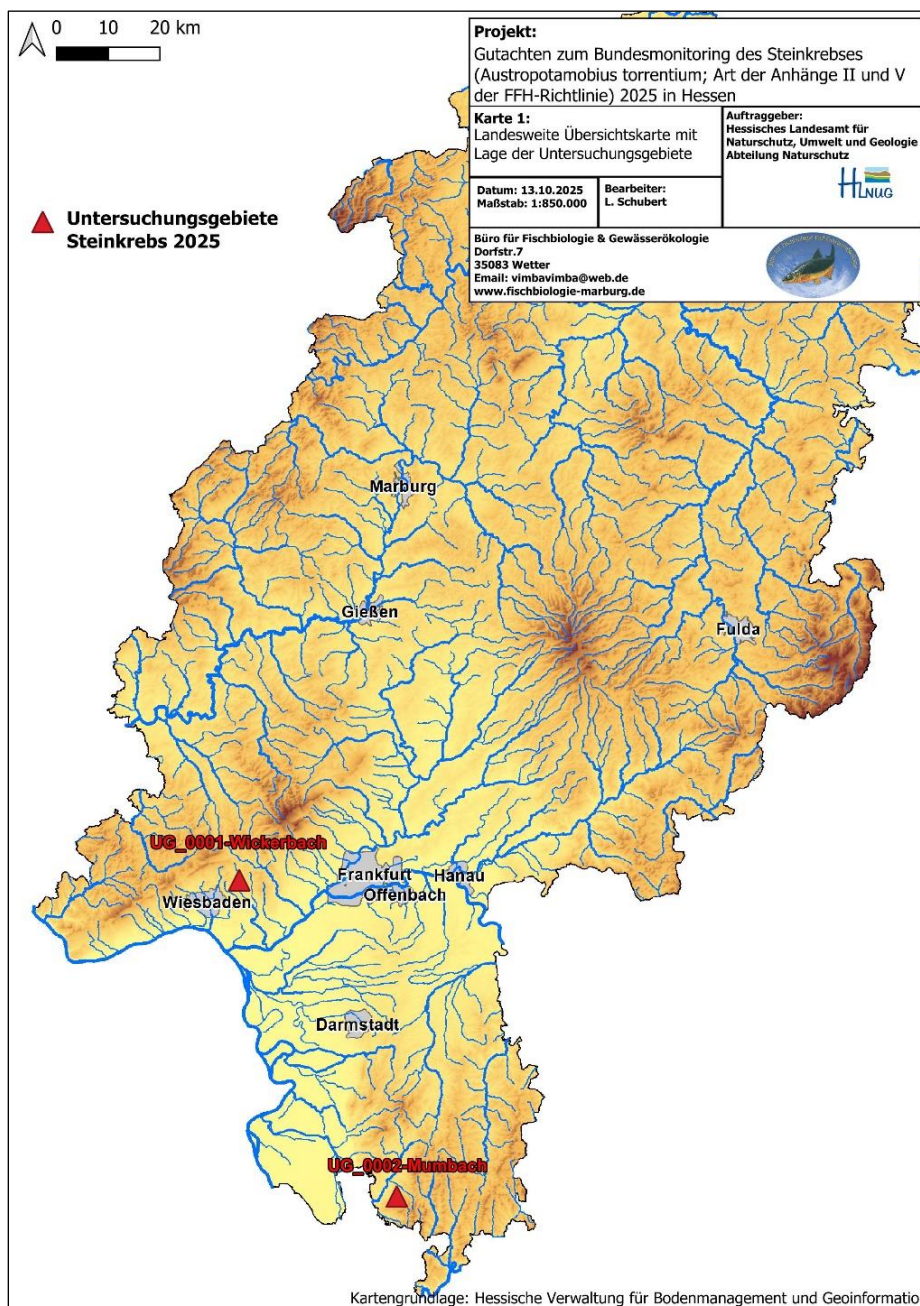 0 10 20 km
Projekt:
Gutachten zum Bundesmonitoring des Steinkrebses
(Austropotamobius torrentium; Art der Anhänge II und V
der FFH-Richtlinie) 2025 in Hessen
Karte 1:
Landesweite Übersichtskarte mit
Lage der Untersuchungsgebiete
Auftraggeber:
Hessisches Landesamt für
Naturschutz, Umwelt und Geologie
Abteilung Naturschutz
HLNUG
Datum: 13.10.2025
Maßstab: 1:850.000
Bearbeiter:
L. Schubert
Büro für Fischbiologie & Gewässerökologie
Dorfstr.7
35083 Wetter
Email: vimbavimba@web.de
www.fischbiologie-marburg.de
Untersuchungsgebiete
Steinkrebs 2025
Marburg
Gießen
Fulda
UG_0001-Wickerbach
Frankfurt
Hanau
Offenbach
Wiesbaden
Darmstadt
UG_0002-Mumbach
Kartengrundlage: Hessische Verwaltung für Bodenmanagement und Geoinformatio